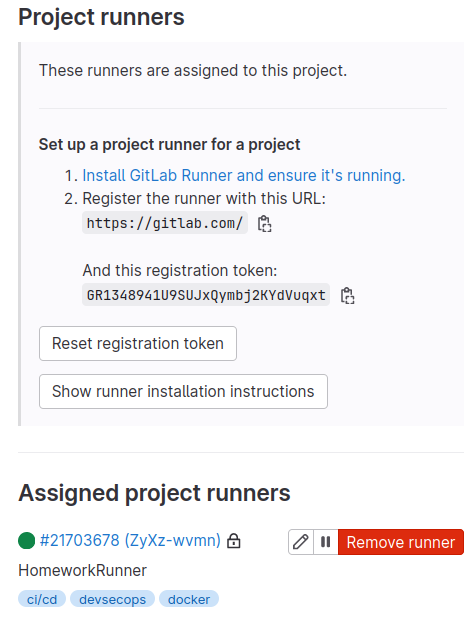 Project runners
These runners are assigned to this project.
Set up a project runner for a project
1. Install GitLab Runner and ensure it's running.
2. Register the runner with this URL:
https://gitlab.com/
And this registration token:
GR1348941U9SUJxQymbj2KYdVuqxt
Reset registration token
Show runner installation instructions
Assigned project runners
#21703678 (ZyXz-wvmn)
Remove runner
HomeworkRunner
ci/cd devsecops docker